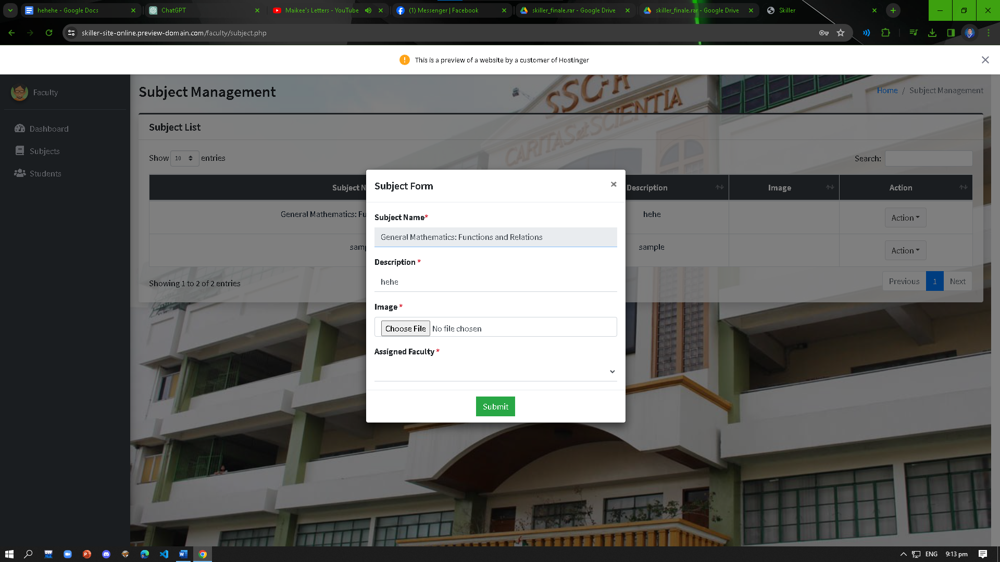 hehehe - Google Docs
ChatGPT
Maikee's Letters - YouTube
(1) Messenger | Facebook
skiller_finale.rar - Google Drive
skiller_finale.rar - Google Drive
Skiller
skiller-site-online.preview-domain.com/faculty/subject.php
This is a preview of a website by a customer of Hostinger
Faculty
Dashboard
Subjects
Students
SSC-R
CARITAS et SCIENTIA
CARITAS et SCIENTIA
Subject Management
Home / Subject Management
Subject List
Show 10 entries
Search:
Subject N
Description
Image
Action
General Mathematics: Fu
hehe
Action
samp
sample
Action
Showing 1 to 2 of 2 entries
Previous 1 Next
Subject Form
×
Subject Name*
General Mathematics: Functions and Relations
Description *
hehe
Image *
Choose File No file chosen
Assigned Faculty *
Submit
ENG
9:13 pm